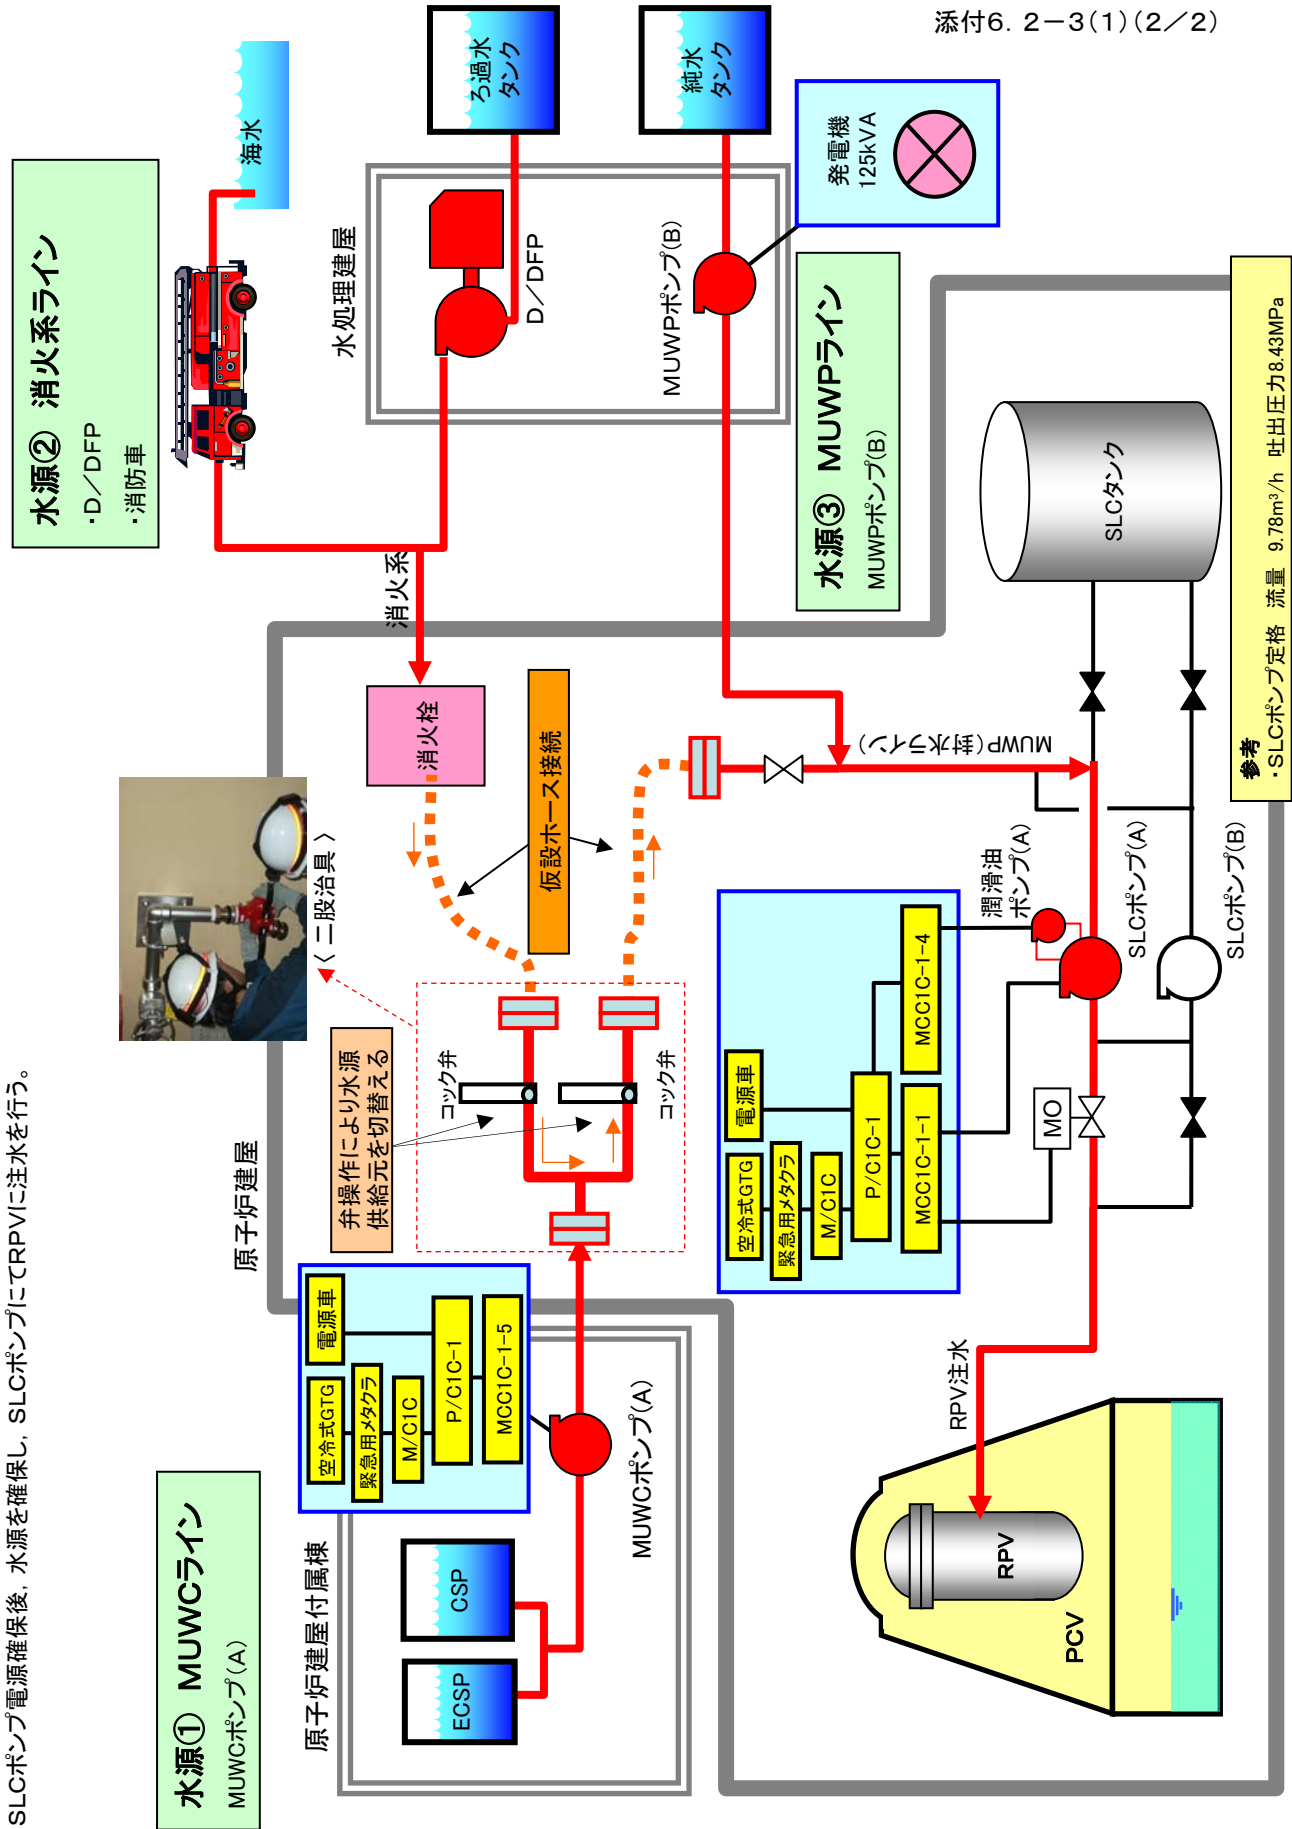 添付6. 2－3(1)(2／2)
SLCポンプ電源確保後, 水源を確保し, SLCポンプにてRPVに注水を行う。
水源① MUWCライン
MUWCポンプ(A)
水源② 消火系ライン
・D／DFP
・消防車
海水
ろ過水
タンク
純水
タンク
発電機
125kVA
水処理建屋
D／DFP
MUWPポンプ(B)
水源③ MUWPライン
MUWPポンプ(B)
消火系
消火栓
仮設ホース接続
原子炉建屋
＜ 二股治具 ＞
弁操作により水源
供給元を切替える
コック弁
コック弁
MUWP(封水ライン)
SLCタンク
原子炉建屋付属棟
空冷式GTG
電源車
緊急用メタクラ
M/C1C
P/C1C-1
MCC1C-1-5
ECSP
CSP
MUWCポンプ(A)
空冷式GTG
電源車
緊急用メタクラ
M/C1C
P/C1C-1
MCC1C-1-1
MCC1C-1-4
潤滑油
ポンプ(A)
SLCポンプ(A)
SLCポンプ(B)
MO
RPV注水
RPV
PCV
参考
・SLCポンプ定格 流量 9.78m³/h 吐出圧力8.43MPa